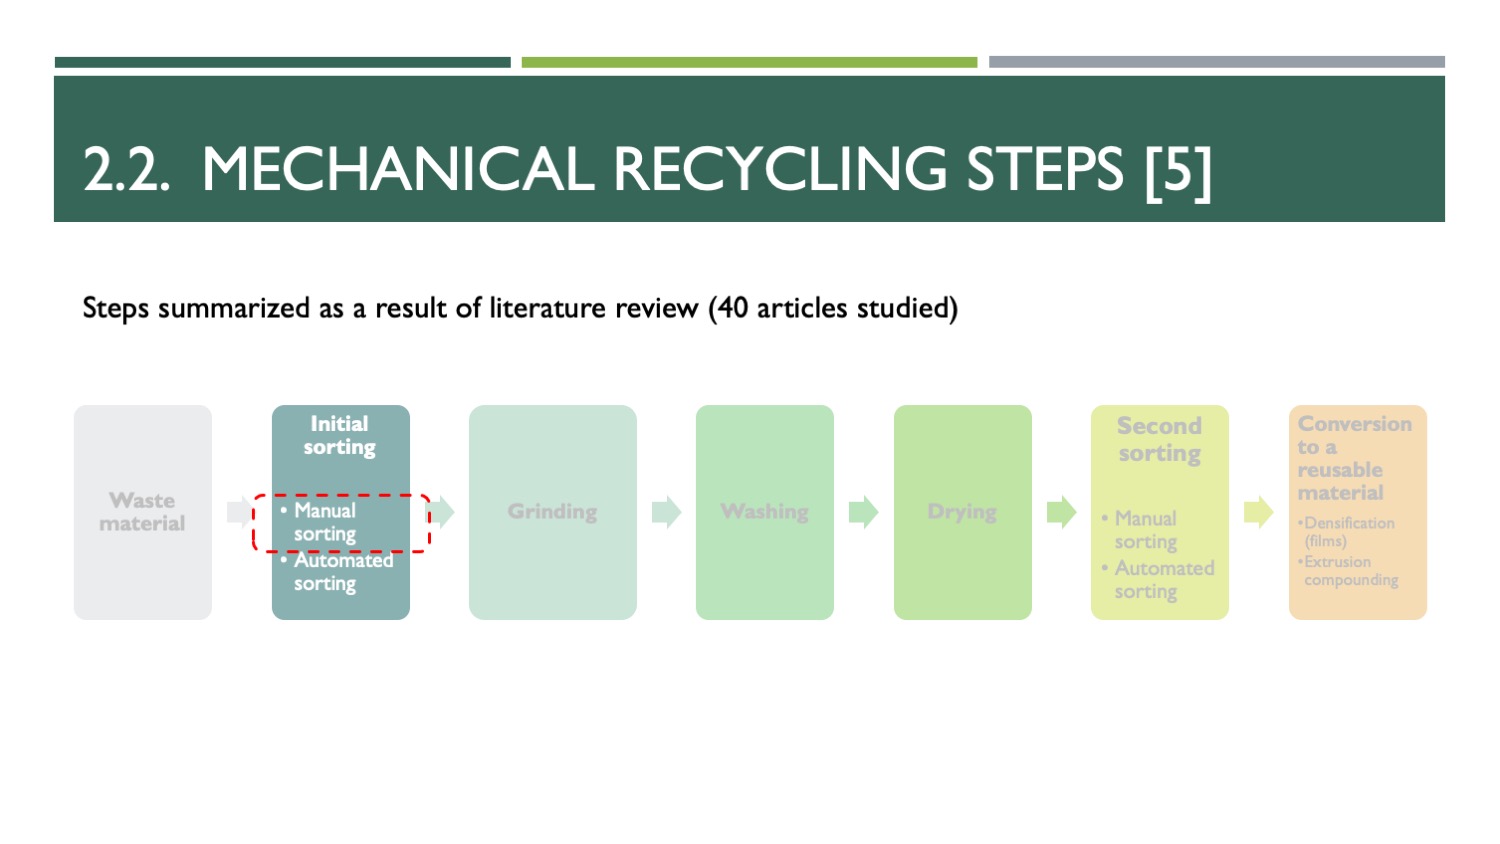 2.2. MECHANICAL RECYCLING STEPS [5]
Steps summarized as a result of literature review (40 articles studied)
Waste
material
Initial
sorting
• Manual
sorting
• Automated
sorting
Grinding
Washing
Drying
Second
sorting
• Manual
sorting
• Automated
sorting
Conversion
to a
reusable
material
•Densification
(films)
•Extrusion
compounding